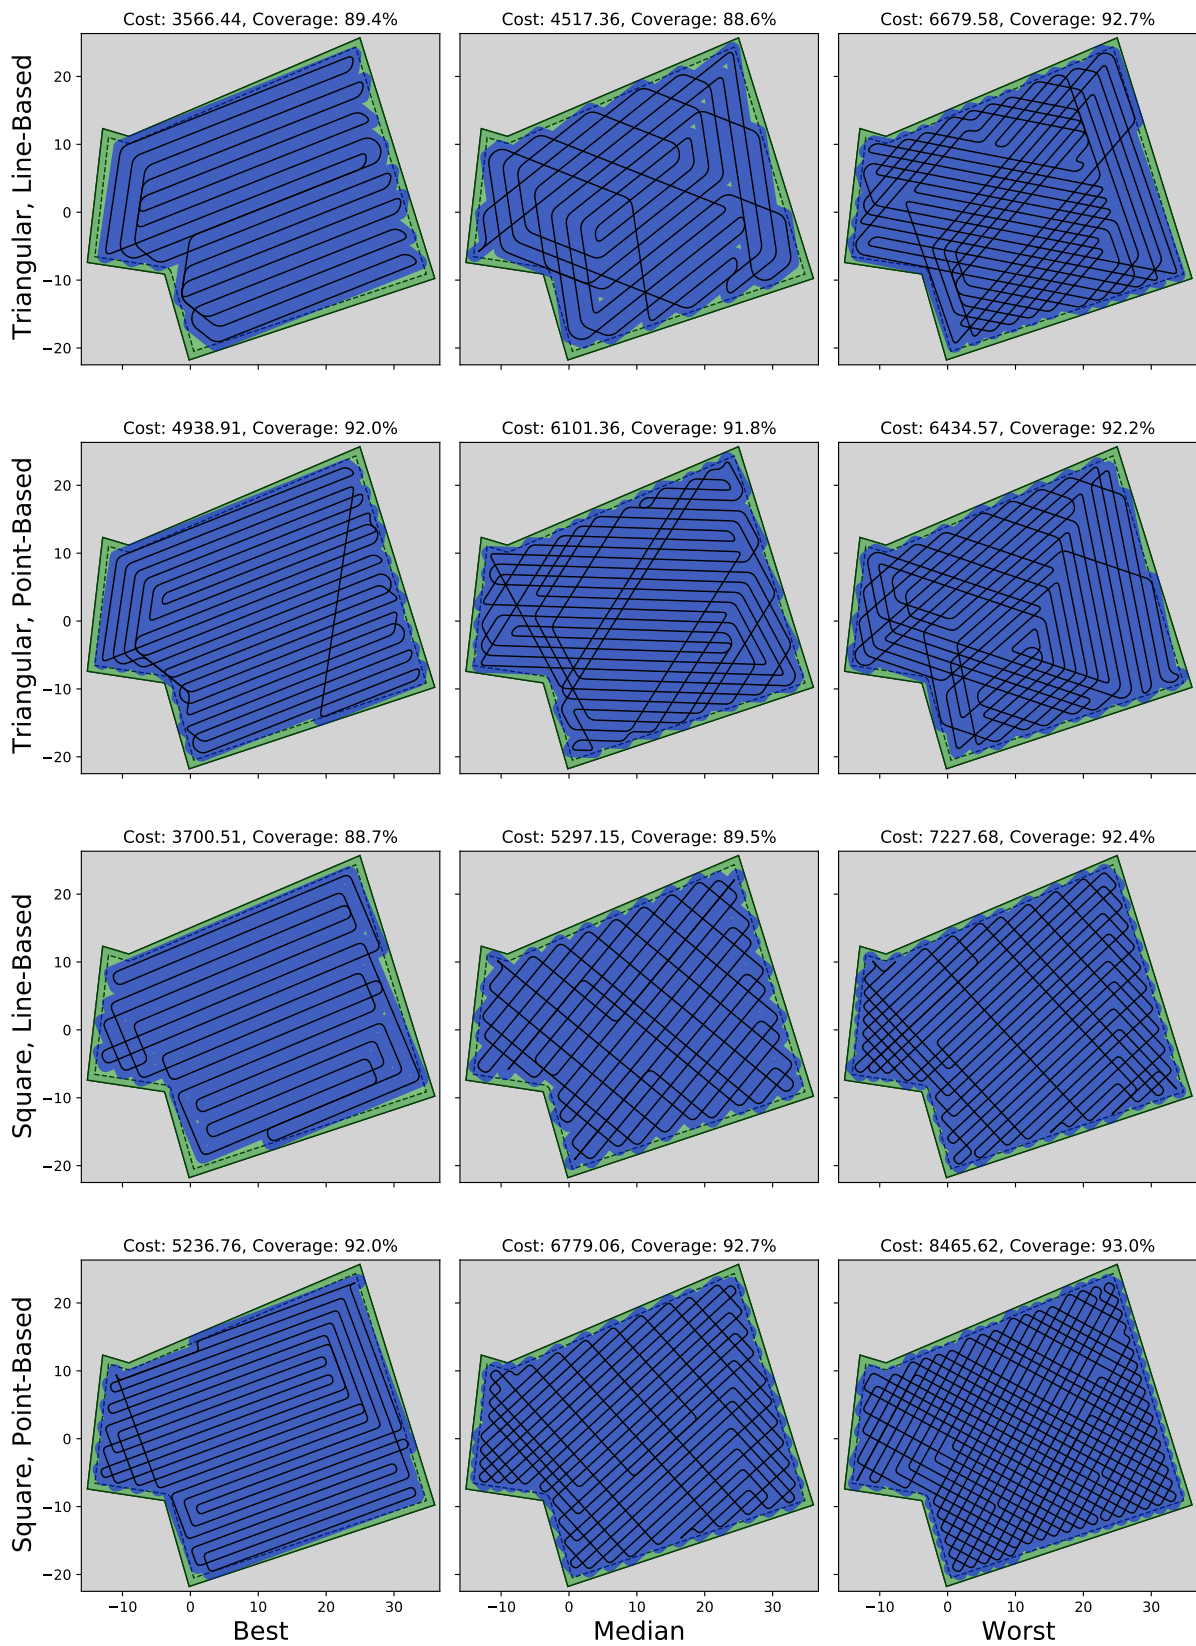 Cost: 3566.44, Coverage: 89.4%
Cost: 4517.36, Coverage: 88.6%
Cost: 6679.58, Coverage: 92.7%
Triangular, Line-Based
20
10
0
−10
−20
Cost: 4938.91, Coverage: 92.0%
Cost: 6101.36, Coverage: 91.8%
Cost: 6434.57, Coverage: 92.2%
Triangular, Point-Based
20
10
0
−10
−20
Cost: 3700.51, Coverage: 88.7%
Cost: 5297.15, Coverage: 89.5%
Cost: 7227.68, Coverage: 92.4%
Square, Line-Based
20
10
0
−10
−20
Cost: 5236.76, Coverage: 92.0%
Cost: 6779.06, Coverage: 92.7%
Cost: 8465.62, Coverage: 93.0%
Square, Point-Based
20
10
0
−10
−20
−10 0 10 20 30
−10 0 10 20 30
−10 0 10 20 30
Best
Median
Worst